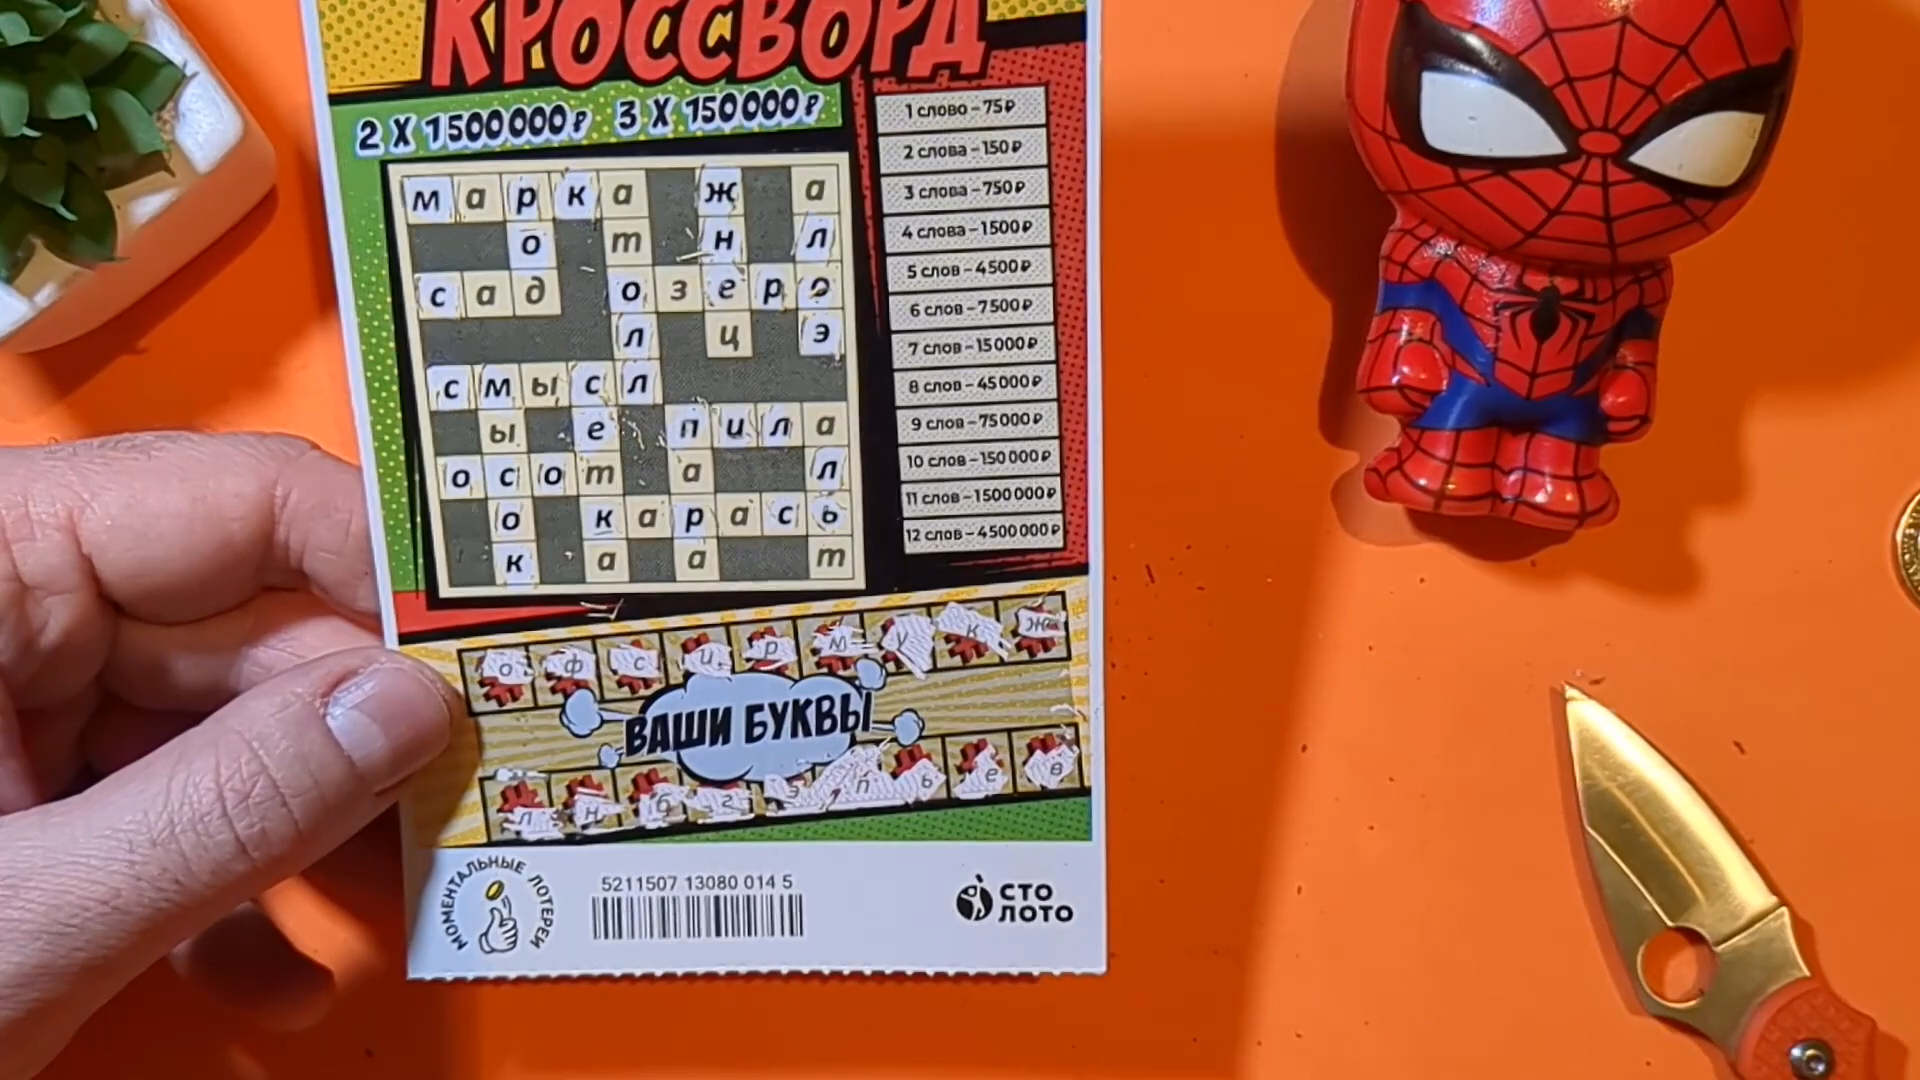 КРОССВОРД
2 X 1500000₽ 3 X 150000₽
1 слово – 75₽
2 слова – 150₽
3 слова – 750₽
4 слова – 1500₽
5 слов – 4500₽
6 слов – 7500₽
7 слов – 15000₽
8 слов – 45000₽
9 слов – 75000₽
10 слов – 150000₽
11 слов – 1500000₽
12 слов – 4500000₽
м а р к а ж а
о т н л
с а д о з е р о
л ц э
с м ы с л
ы е п и л а
о с о т а л
о к а р а с ь
к а а т
о ф с и р м у к ж
ВАШИ БУКВЫ
л н б г э п ь е в
МОМЕНТАЛЬНЫЕ ЛОТЕРЕИ
5211507 13080 014 5
СТО
ЛОТО